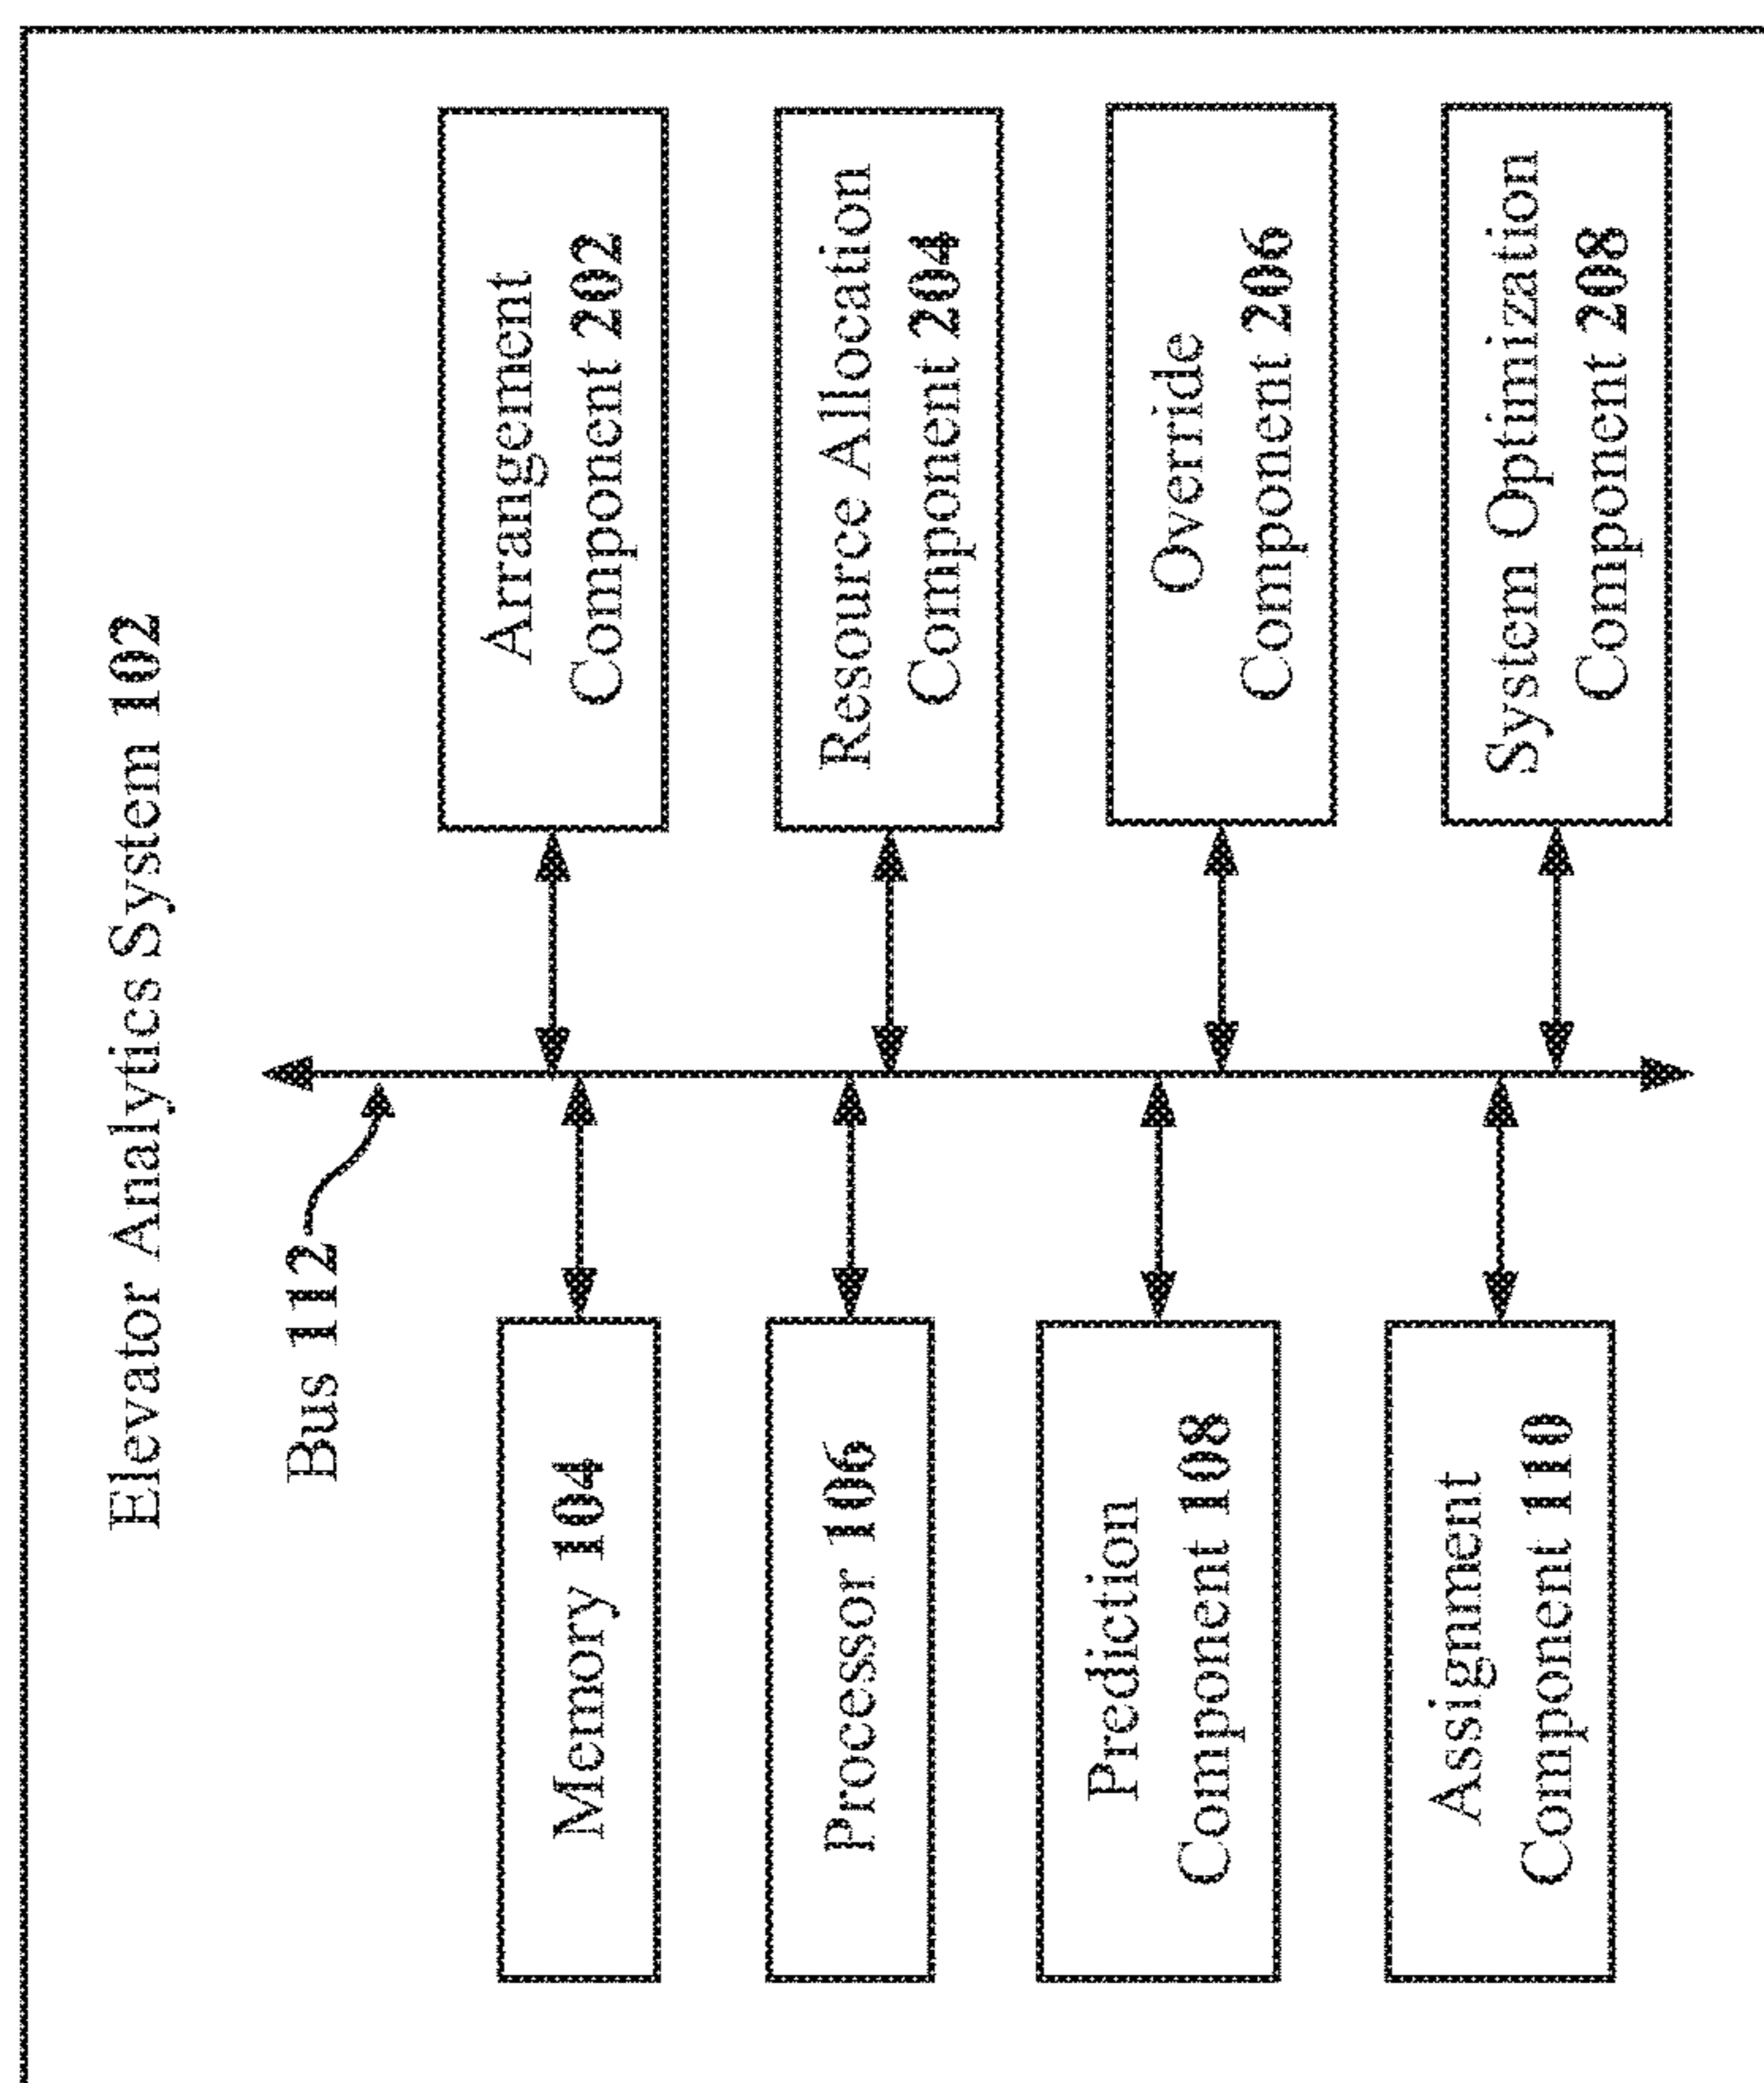 Elevator Analytics System 102
Bus 112
Memory 104
Processor 106
Prediction
Component 108
Assignment
Component 110
Arrangement
Component 202
Resource Allocation
Component 204
Override
Component 206
System Optimization
Component 208